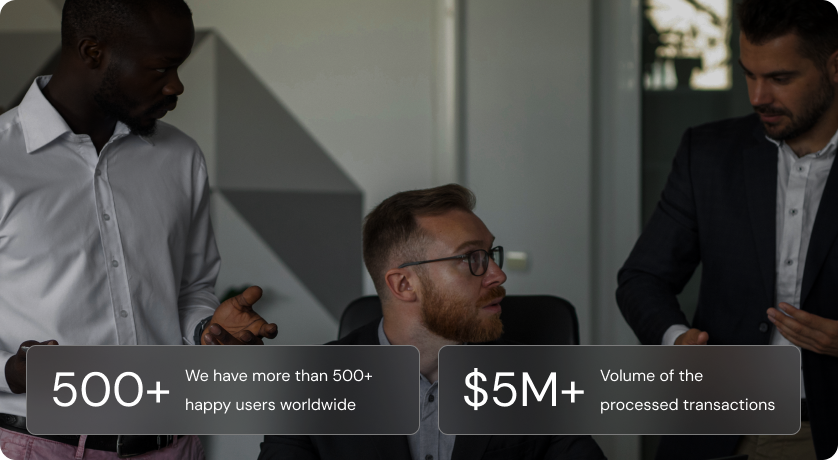 500+
We have more than 500+
happy users worldwide
$5M+
Volume of the
processed transactions